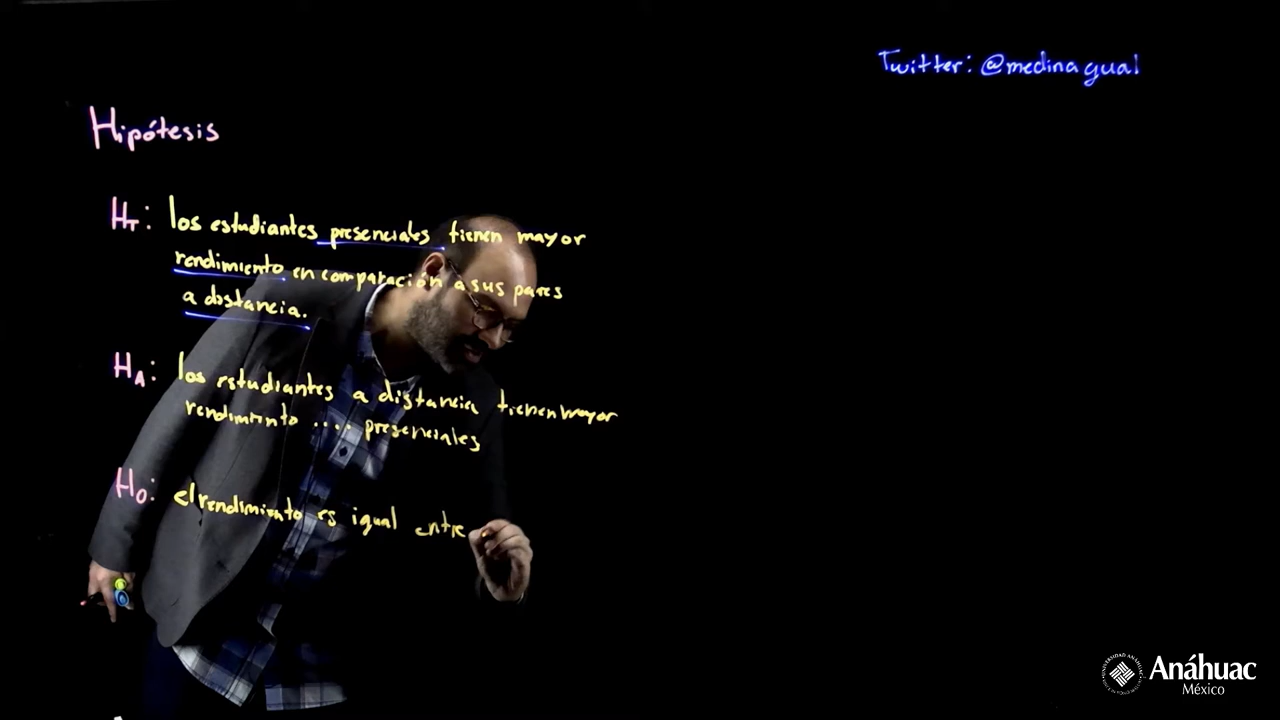 Twitter: @medinagual
Hipótesis
HT: los estudiantes presenciales tienen mayor
rendimiento en comparación a sus pares
a distancia.
HA: los estudiantes a distancia tienen mayor
rendimiento .... presenciales
H0: el rendimiento es igual entre
Anáhuac
México